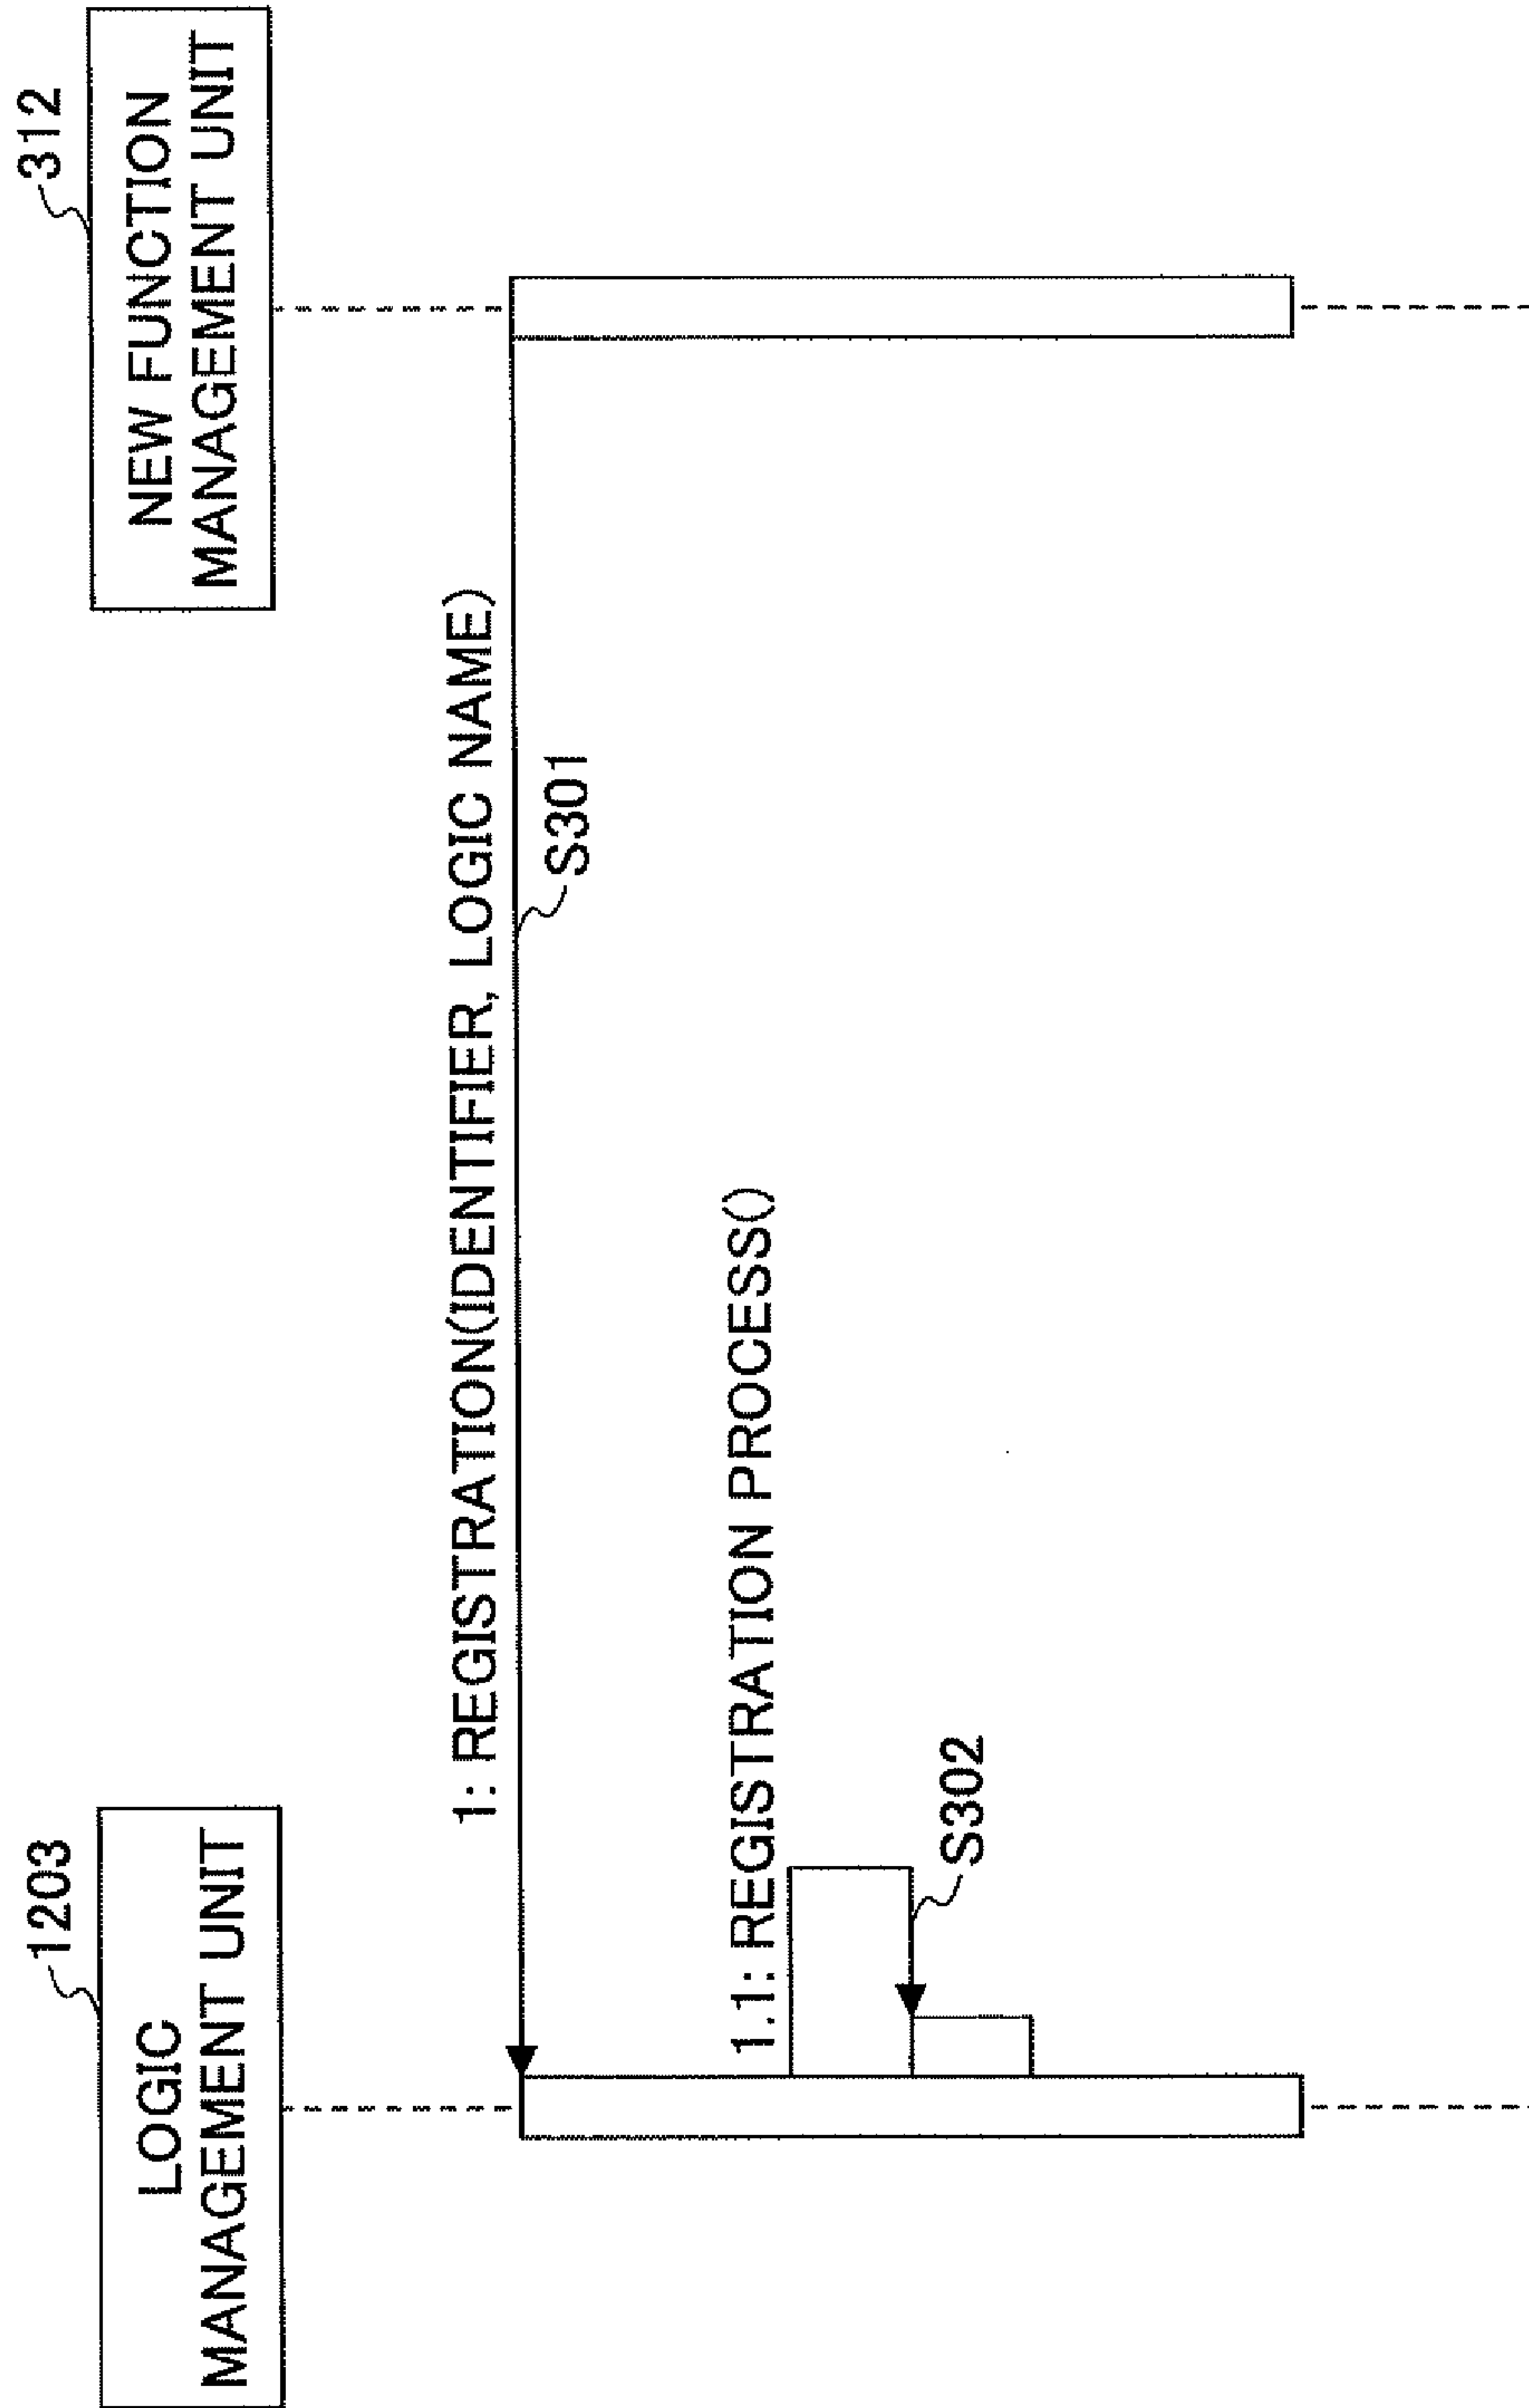 1203
LOGIC
MANAGEMENT UNIT
312
NEW FUNCTION
MANAGEMENT UNIT
1: REGISTRATION(IDENTIFIER, LOGIC NAME)
S301
1.1: REGISTRATION PROCESS()
S302